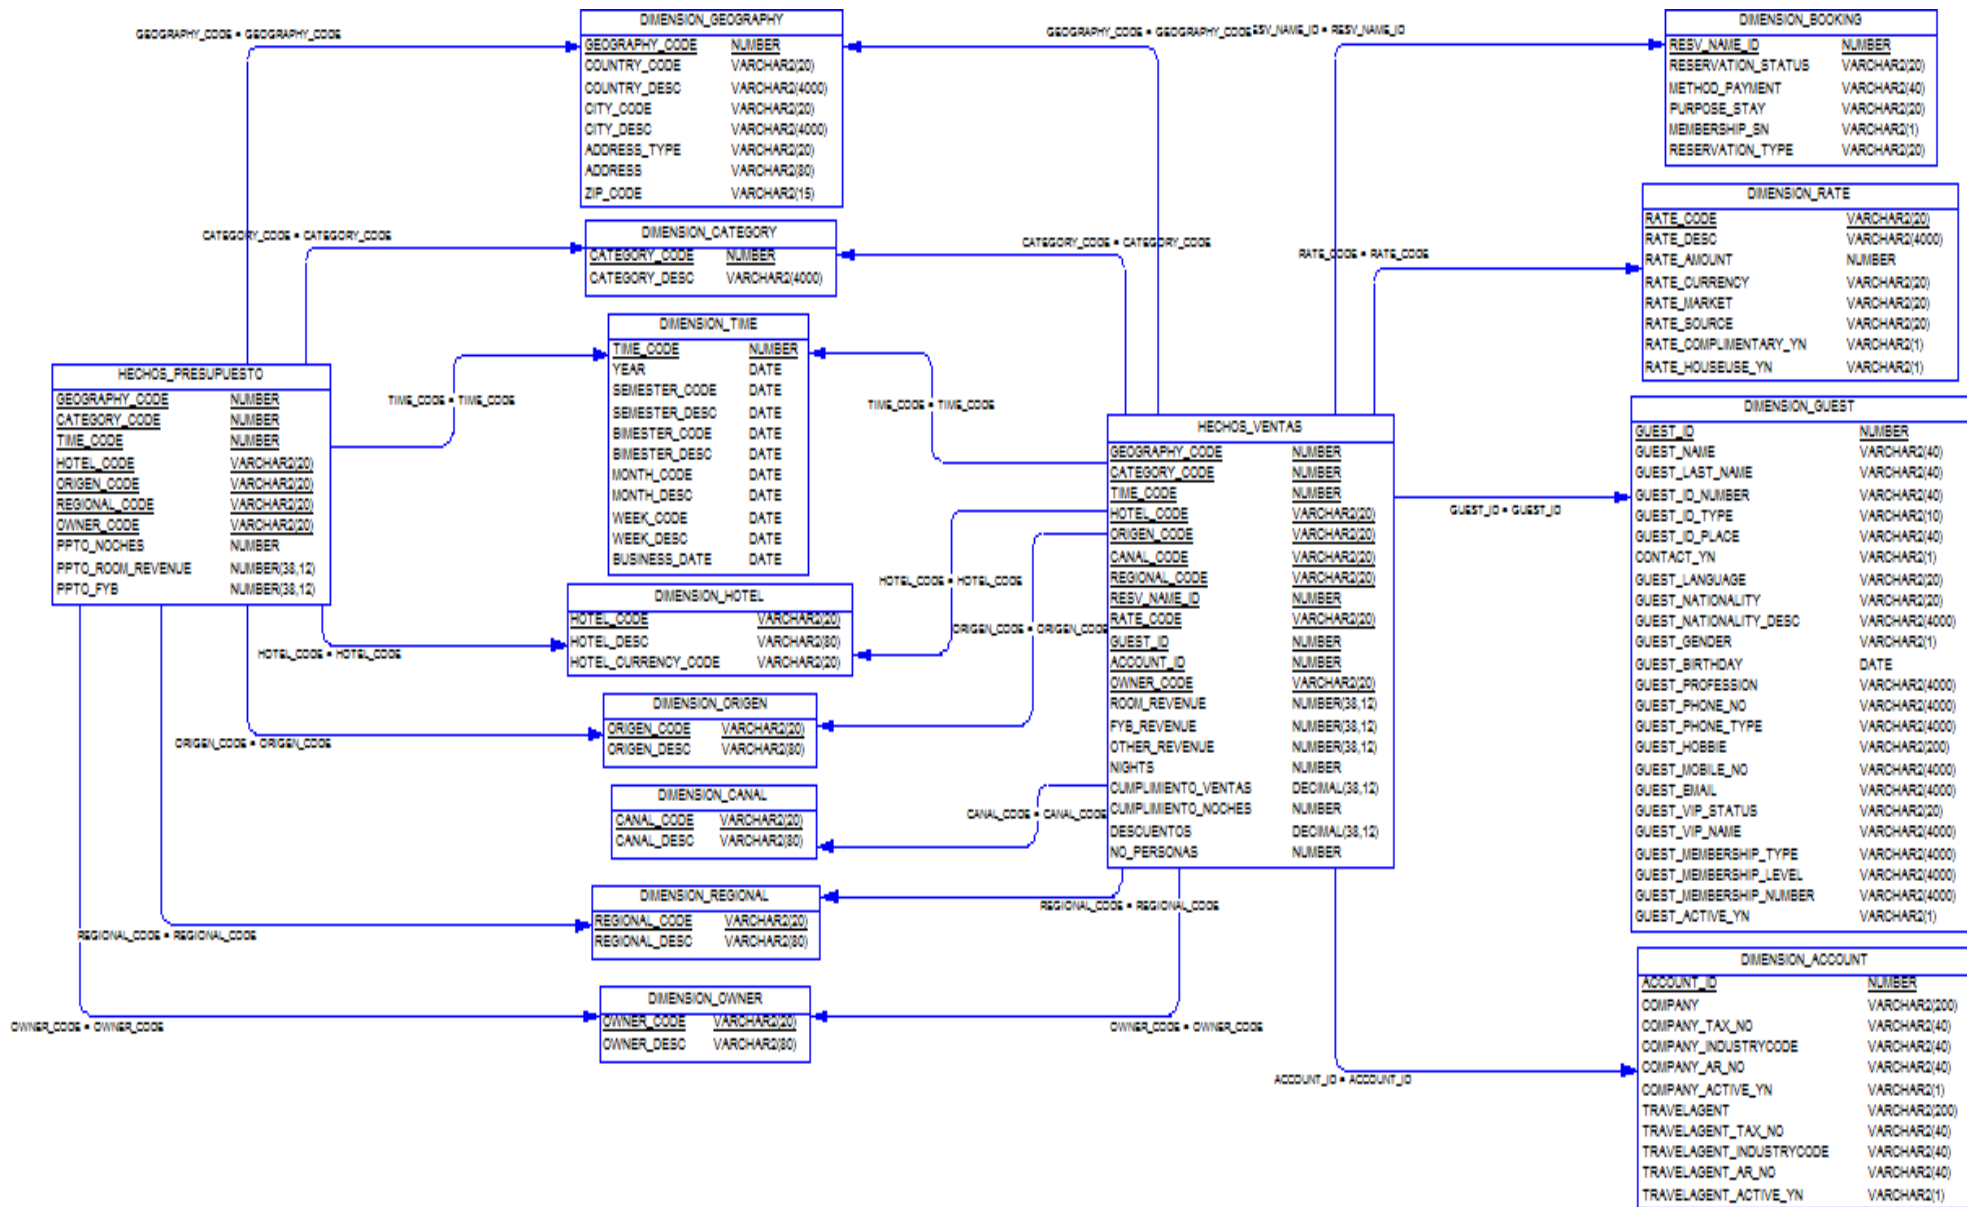 GEOGRAPHY_CODE = GEOGRAPHY_CODE
DIMENSION_GEOGRAPHY
GEOGRAPHY_CODE NUMBER
COUNTRY_CODE VARCHAR2(20)
COUNTRY_DESC VARCHAR2(4000)
CITY_CODE VARCHAR2(20)
CITY_DESC VARCHAR2(4000)
ADDRESS_TYPE VARCHAR2(20)
ADDRESS VARCHAR2(80)
ZIP_CODE VARCHAR2(15)
GEOGRAPHY_CODE = GEOGRAPHY_CODE
ESV_NAME_ID = RESV_NAME_ID
DIMENSION_BOOKING
RESV_NAME_ID NUMBER
RESERVATION_STATUS VARCHAR2(20)
METHOD_PAYMENT VARCHAR2(40)
PURPOSE_STAY VARCHAR2(20)
MEMBERSHIP_SN VARCHAR2(1)
RESERVATION_TYPE VARCHAR2(20)
CATEGORY_CODE = CATEGORY_CODE
DIMENSION_CATEGORY
CATEGORY_CODE NUMBER
CATEGORY_DESC VARCHAR2(4000)
CATEGORY_CODE = CATEGORY_CODE
RATE_CODE = RATE_CODE
DIMENSION_RATE
RATE_CODE VARCHAR2(20)
RATE_DESC VARCHAR2(4000)
RATE_AMOUNT NUMBER
RATE_CURRENCY VARCHAR2(20)
RATE_MARKET VARCHAR2(20)
RATE_SOURCE VARCHAR2(20)
RATE_COMPLIMENTARY_YN VARCHAR2(1)
RATE_HOUSEUSE_YN VARCHAR2(1)
HECHOS_PRESUPUESTO
GEOGRAPHY_CODE NUMBER
CATEGORY_CODE NUMBER
TIME_CODE NUMBER
HOTEL_CODE VARCHAR2(20)
ORIGEN_CODE VARCHAR2(20)
REGIONAL_CODE VARCHAR2(20)
OWNER_CODE VARCHAR2(20)
PPTO_NOCHES NUMBER
PPTO_ROOM_REVENUE NUMBER(38,12)
PPTO_FYB NUMBER(38,12)
TIME_CODE = TIME_CODE
DIMENSION_TIME
TIME_CODE NUMBER
YEAR DATE
SEMESTER_CODE DATE
SEMESTER_DESC DATE
BIMESTER_CODE DATE
BIMESTER_DESC DATE
MONTH_CODE DATE
MONTH_DESC DATE
WEEK_CODE DATE
WEEK_DESC DATE
BUSINESS_DATE DATE
TIME_CODE = TIME_CODE
HECHOS_VENTAS
GEOGRAPHY_CODE NUMBER
CATEGORY_CODE NUMBER
TIME_CODE NUMBER
HOTEL_CODE VARCHAR2(20)
ORIGEN_CODE VARCHAR2(20)
CANAL_CODE VARCHAR2(20)
REGIONAL_CODE VARCHAR2(20)
RESV_NAME_ID NUMBER
RATE_CODE VARCHAR2(20)
GUEST_ID NUMBER
ACCOUNT_ID NUMBER
OWNER_CODE VARCHAR2(20)
ROOM_REVENUE NUMBER(38,12)
FYB_REVENUE NUMBER(38,12)
OTHER_REVENUE NUMBER(38,12)
NIGHTS NUMBER
CUMPLIMIENTO_VENTAS DECIMAL(38,12)
CUMPLIMIENTO_NOCHES NUMBER
DESCUENTOS DECIMAL(38,12)
NO_PERSONAS NUMBER
GUEST_ID = GUEST_ID
DIMENSION_GUEST
GUEST_ID NUMBER
GUEST_NAME VARCHAR2(40)
GUEST_LAST_NAME VARCHAR2(40)
GUEST_ID_NUMBER VARCHAR2(40)
GUEST_ID_TYPE VARCHAR2(10)
GUEST_ID_PLACE VARCHAR2(40)
CONTACT_YN VARCHAR2(1)
GUEST_LANGUAGE VARCHAR2(20)
GUEST_NATIONALITY VARCHAR2(20)
GUEST_NATIONALITY_DESC VARCHAR2(4000)
GUEST_GENDER VARCHAR2(1)
GUEST_BIRTHDAY DATE
GUEST_PROFESSION VARCHAR2(4000)
GUEST_PHONE_NO VARCHAR2(4000)
GUEST_PHONE_TYPE VARCHAR2(4000)
GUEST_HOBBIE VARCHAR2(200)
GUEST_MOBILE_NO VARCHAR2(4000)
GUEST_EMAIL VARCHAR2(4000)
GUEST_VIP_STATUS VARCHAR2(20)
GUEST_VIP_NAME VARCHAR2(4000)
GUEST_MEMBERSHIP_TYPE VARCHAR2(4000)
GUEST_MEMBERSHIP_LEVEL VARCHAR2(4000)
GUEST_MEMBERSHIP_NUMBER VARCHAR2(4000)
GUEST_ACTIVE_YN VARCHAR2(1)
HOTEL_CODE = HOTEL_CODE
DIMENSION_HOTEL
HOTEL_CODE VARCHAR2(20)
HOTEL_DESC VARCHAR2(80)
HOTEL_CURRENCY_CODE VARCHAR2(20)
HOTEL_CODE = HOTEL_CODE
ORIGEN_CODE = ORIGEN_CODE
DIMENSION_ORIGEN
ORIGEN_CODE VARCHAR2(20)
ORIGEN_DESC VARCHAR2(80)
ORIGEN_CODE = ORIGEN_CODE
DIMENSION_CANAL
CANAL_CODE VARCHAR2(20)
CANAL_DESC VARCHAR2(80)
CANAL_CODE = CANAL_CODE
REGIONAL_CODE = REGIONAL_CODE
DIMENSION_REGIONAL
REGIONAL_CODE VARCHAR2(20)
REGIONAL_DESC VARCHAR2(80)
REGIONAL_CODE = REGIONAL_CODE
OWNER_CODE = OWNER_CODE
DIMENSION_OWNER
OWNER_CODE VARCHAR2(20)
OWNER_DESC VARCHAR2(80)
OWNER_CODE = OWNER_CODE
ACCOUNT_ID = ACCOUNT_ID
DIMENSION_ACCOUNT
ACCOUNT_ID NUMBER
COMPANY VARCHAR2(200)
COMPANY_TAX_NO VARCHAR2(40)
COMPANY_INDUSTRYCODE VARCHAR2(40)
COMPANY_AR_NO VARCHAR2(40)
COMPANY_ACTIVE_YN VARCHAR2(1)
TRAVELAGENT VARCHAR2(200)
TRAVELAGENT_TAX_NO VARCHAR2(40)
TRAVELAGENT_INDUSTRYCODE VARCHAR2(40)
TRAVELAGENT_AR_NO VARCHAR2(40)
TRAVELAGENT_ACTIVE_YN VARCHAR2(1)